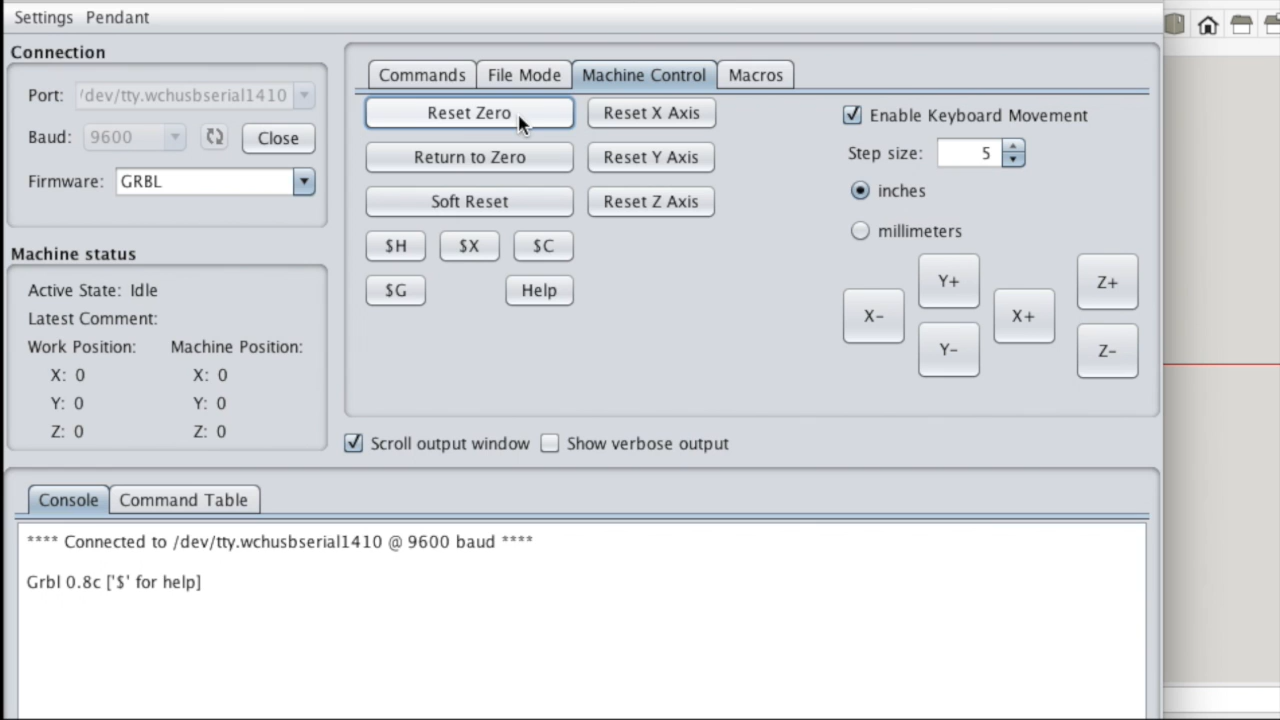 Settings Pendant
Connection
Port: /dev/tty.wchusbserial1410
Baud: 9600 Close
Firmware: GRBL
Machine status
Active State: Idle
Latest Comment:
Work Position: Machine Position:
X: 0 X: 0
Y: 0 Y: 0
Z: 0 Z: 0
Commands File Mode Machine Control Macros
Reset Zero Reset X Axis
Return to Zero Reset Y Axis
Soft Reset Reset Z Axis
$H $X $C
$G Help
Enable Keyboard Movement
Step size: 5
inches
millimeters
Y+ Z+
X- X+
Y- Z-
Scroll output window Show verbose output
Console Command Table
**** Connected to /dev/tty.wchusbserial1410 @ 9600 baud ****
Grbl 0.8c ['$' for help]